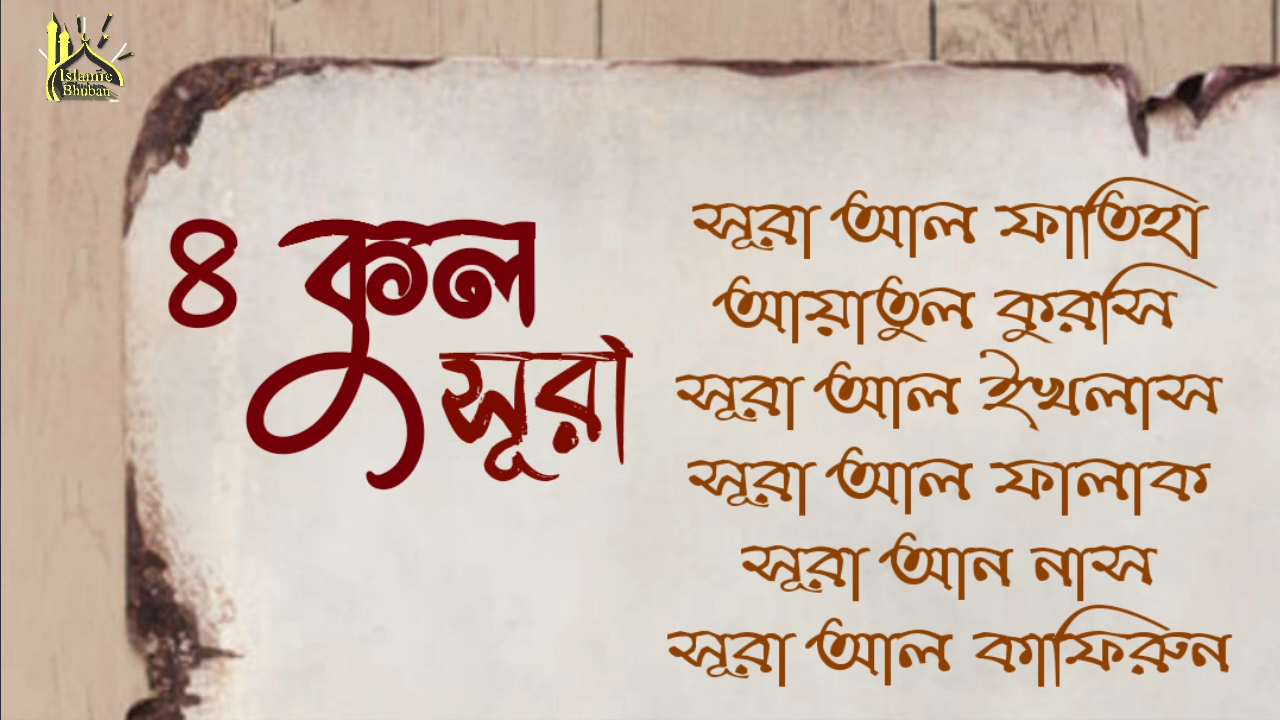 Islamic
Bhuban
৪ কুল
সূরা
সূরা আল ফাতিহা
আয়াতুল কুরসি
সূরা আল ইখলাস
সূরা আল ফালাক
সূরা আন নাস
সূরা আল কাফিরুন